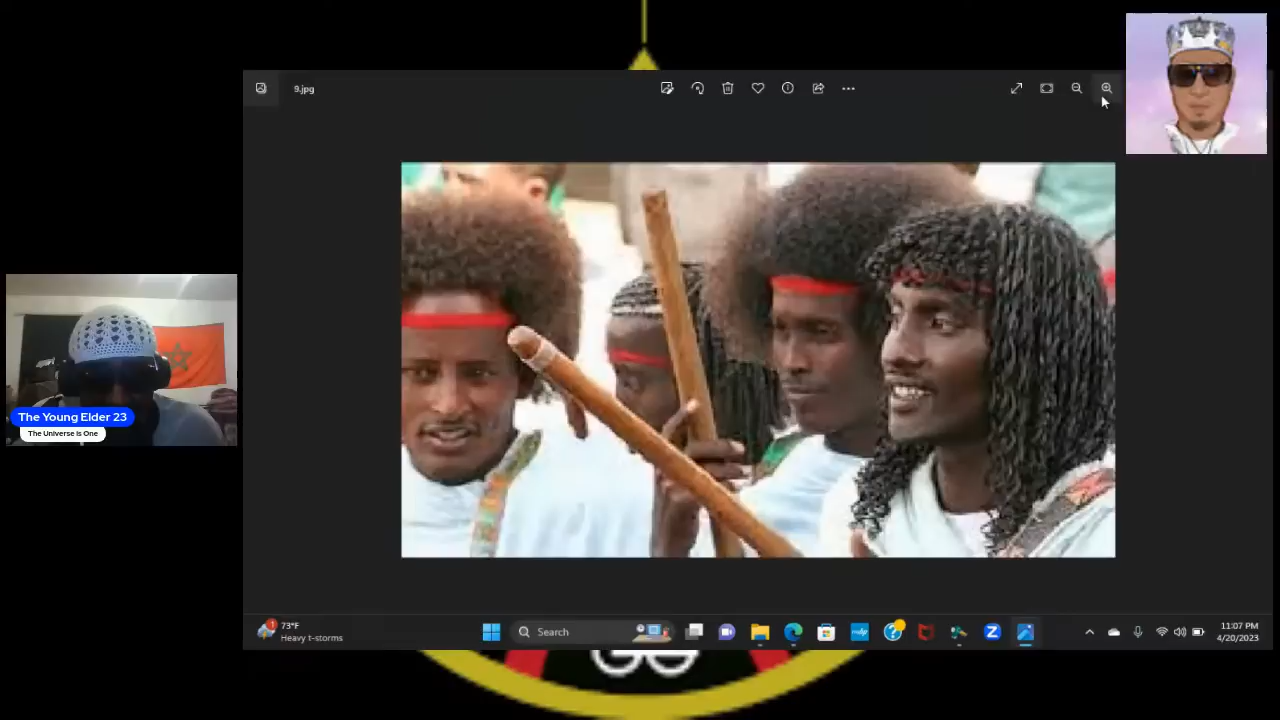 9.jpg
The Young Elder 23
The Universe is One
1
73°F
Heavy t-storms
Search
11:07 PM
4/20/2023